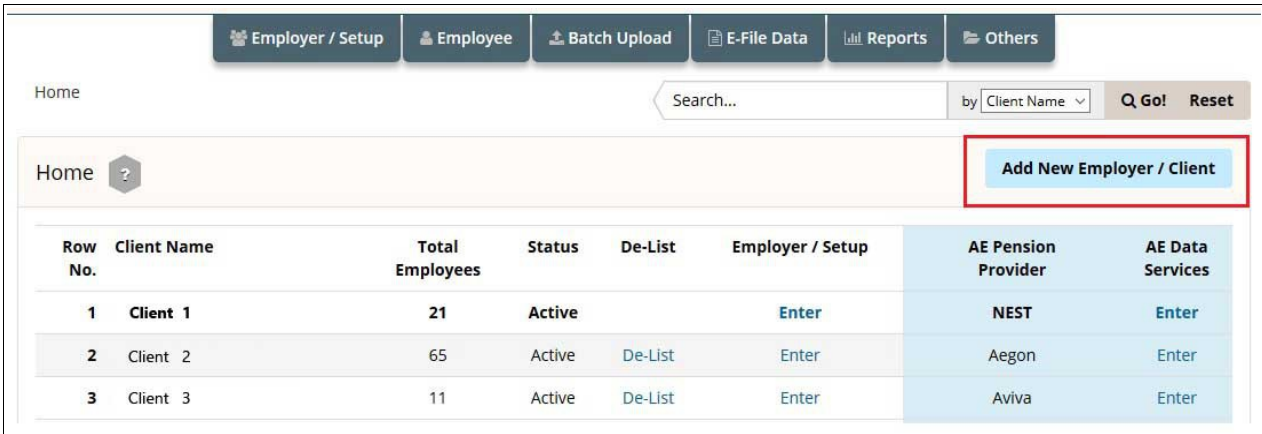 Employer / Setup Employee Batch Upload E-File Data Reports Others
Home Search... by Client Name Go! Reset
Home ? Add New Employer / Client
Row No. Client Name Total Employees Status De-List Employer / Setup AE Pension Provider AE Data Services
1 Client 1 21 Active Enter NEST Enter
2 Client 2 65 Active De-List Enter Aegon Enter
3 Client 3 11 Active De-List Enter Aviva Enter